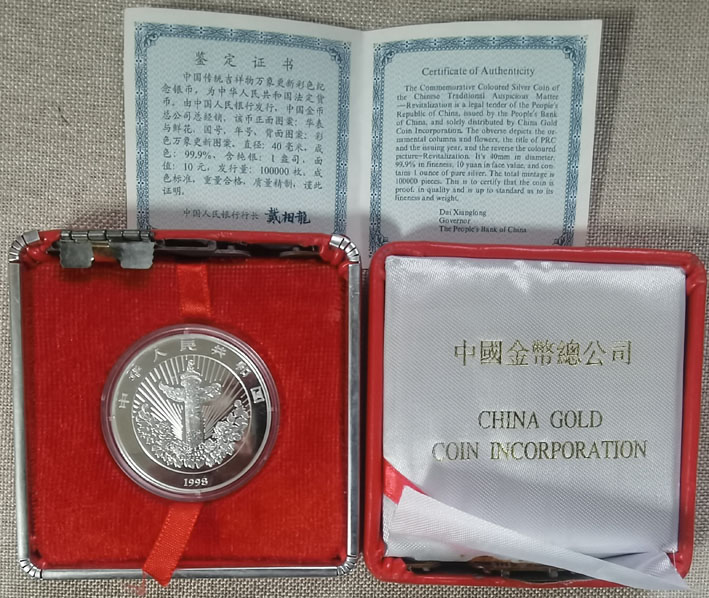 鉴定证书
中国传统吉祥物万象更新彩色纪
念银币，为中华人民共和国法定货
币，由中国人民银行发行，中国金币
总公司总经销，该币正面图案：华表
与鲜花，国号，年号，背面图案：彩
色万象更新图案，直径：40毫米，成
色：99.9%，含纯银：1盎司，面
值：10元，发行量：100000枚，成
色标准，重量合格，质量精制，谨此
证明。
中国人民银行行长 戴相龙
Certificate of Authenticity
The Commemorative Coloured Silver Coin of
the Chinese Traditional Auspicious Matter
—Revitalization is a legal tender of the People's
Republic of China, issued by the People's Bank
of China, and solely distributed by China Gold
Coin Incorporation. The obverse depicts the or-
namental columns and flowers, the title of PRC
and the issuing year, and the reverse the coloured
picture—Revitalization. It's 40mm in diameter,
99.9% in fineness, 10 yuan in face value, and con-
tains 1 ounce of pure silver. The total mintage is
100000 pieces. This is to certify that the coin is
proof, in quality and is up to standard as to its
fineness and weight.
Dai Xianglong
Governor
The People's Bank of China
中华人民共和国
1998
中國金幣總公司
CHINA GOLD
COIN INCORPORATION